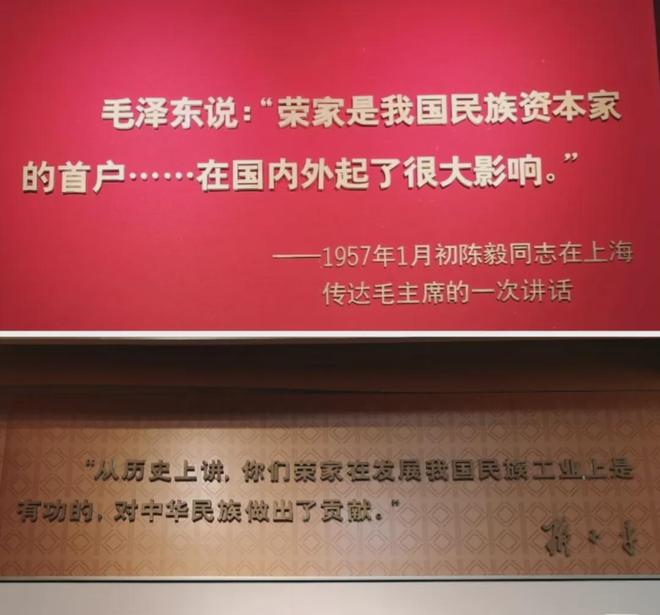 毛泽东说：“荣家是我国民族资本家
的首户……在国内外起了很大影响。”
——1957年1月初陈毅同志在上海
传达毛主席的一次讲话
“从历史上讲，你们荣家在发展我国民族工业上是
有功的，对中华民族做出了贡献。”
邓小平